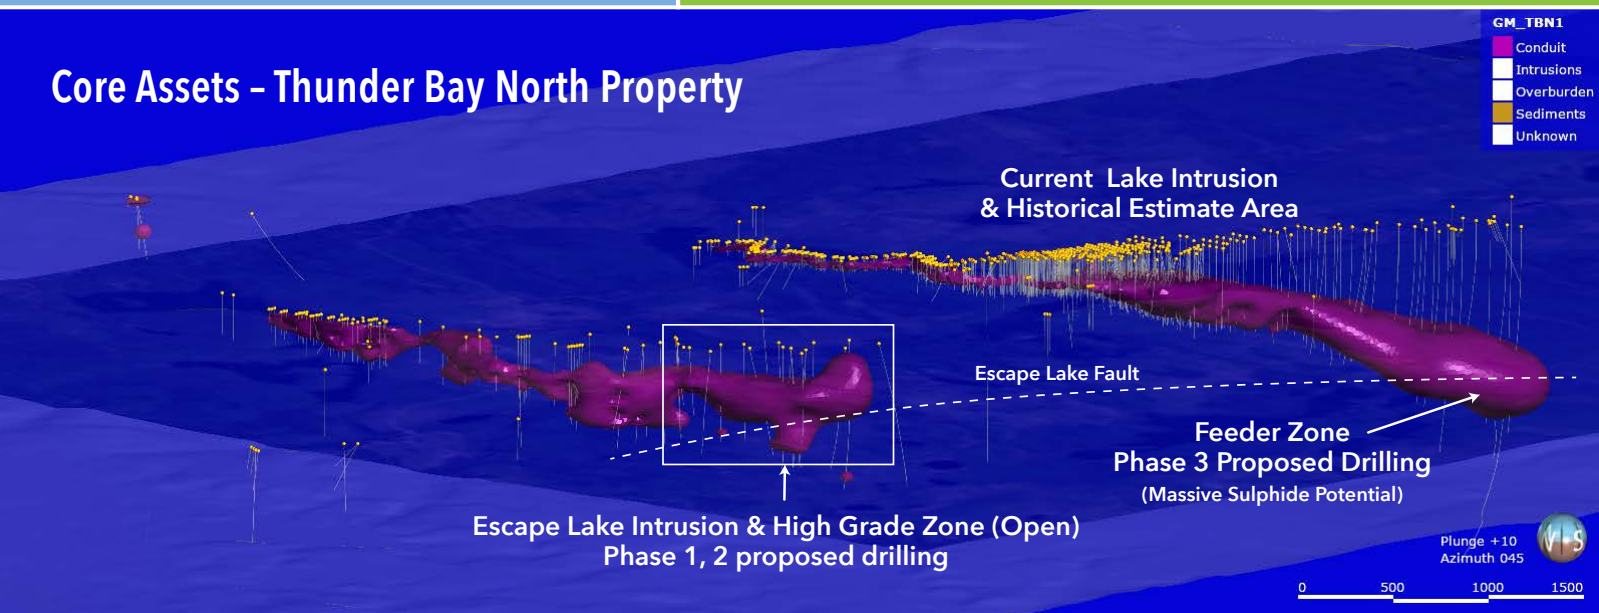 Core Assets – Thunder Bay North Property
GM_TBN1
Conduit
Intrusions
Overburden
Sediments
Unknown
Current Lake Intrusion
& Historical Estimate Area
Escape Lake Fault
Feeder Zone
Phase 3 Proposed Drilling
(Massive Sulphide Potential)
Escape Lake Intrusion & High Grade Zone (Open)
Phase 1, 2 proposed drilling
Plunge +10
Azimuth 045
0 500 1000 1500